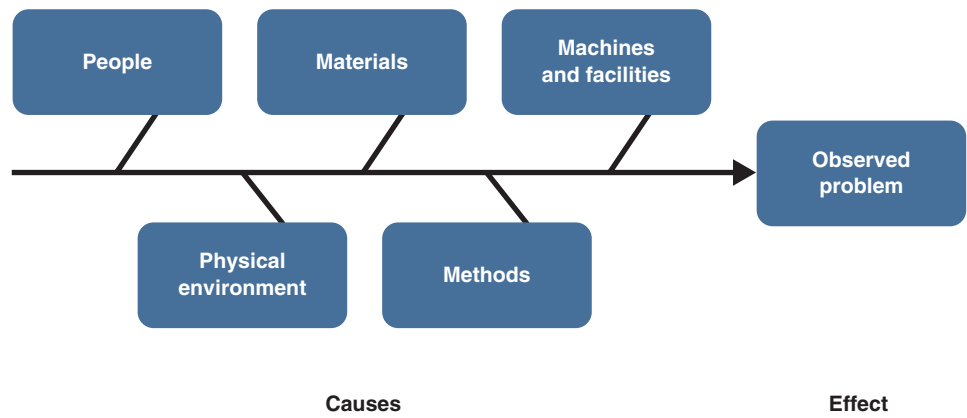 People
Materials
Machines
and facilities
Observed
problem
Physical
environment
Methods
Causes
Effect